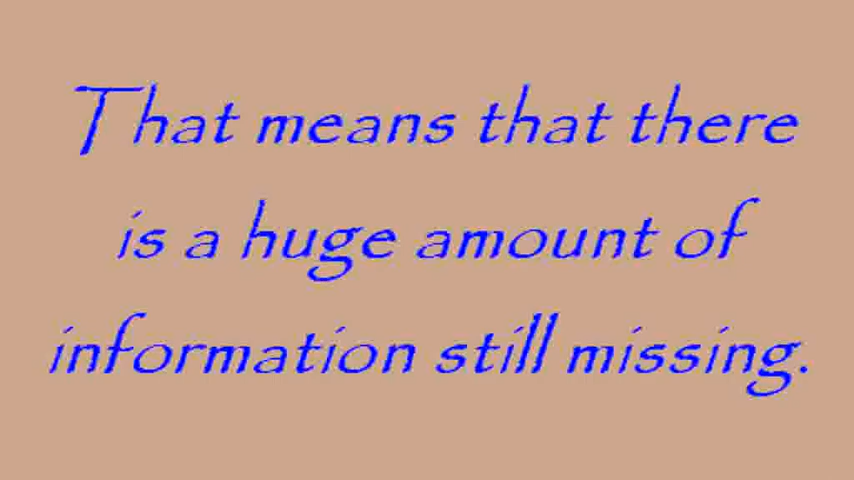 That means that there
is a huge amount of
information still missing.